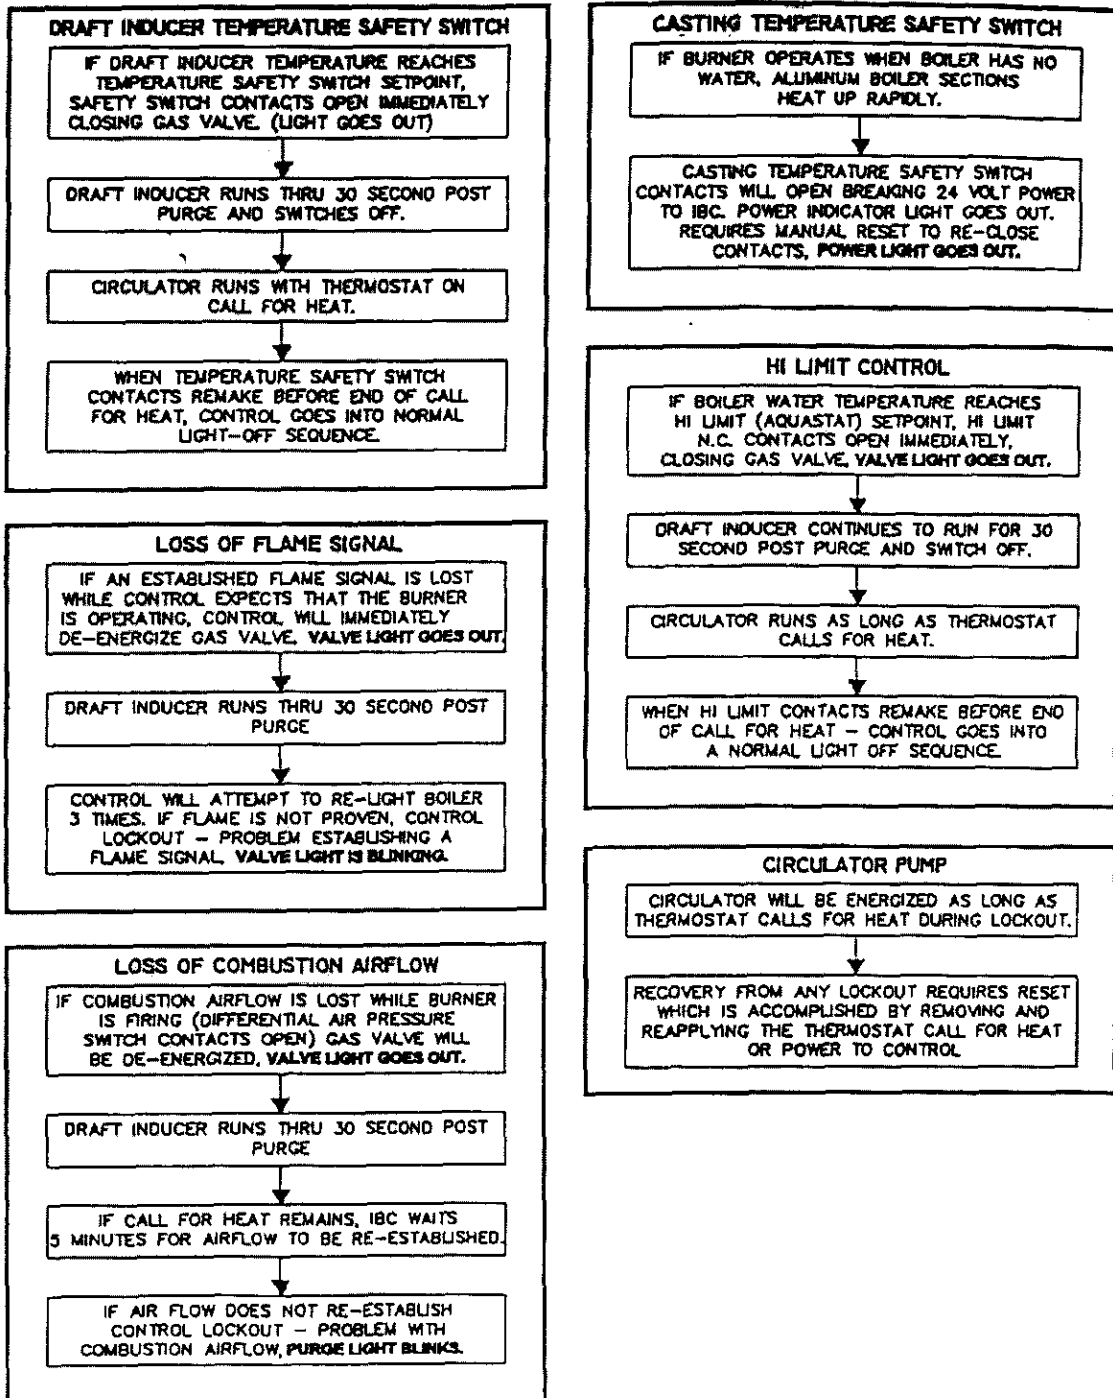 DRAFT INDUCER TEMPERATURE SAFETY SWITCH
IF DRAFT INDUCER TEMPERATURE REACHES
TEMPERATURE SAFETY SWITCH SETPOINT,
SAFETY SWITCH CONTACTS OPEN IMMEDIATELY
CLOSING GAS VALVE. (LIGHT GOES OUT)
DRAFT INDUCER RUNS THRU 30 SECOND POST
PURGE AND SWITCHES OFF.
CIRCULATOR RUNS WITH THERMOSTAT ON
CALL FOR HEAT.
WHEN TEMPERATURE SAFETY SWITCH
CONTACTS REMAKE BEFORE END OF CALL
FOR HEAT, CONTROL GOES INTO NORMAL
LIGHT-OFF SEQUENCE.
LOSS OF FLAME SIGNAL
IF AN ESTABLISHED FLAME SIGNAL IS LOST
WHILE CONTROL EXPECTS THAT THE BURNER
IS OPERATING, CONTROL WILL IMMEDIATELY
DE-ENERGIZE GAS VALVE. VALVE LIGHT GOES OUT.
DRAFT INDUCER RUNS THRU 30 SECOND POST
PURGE
CONTROL WILL ATTEMPT TO RE-LIGHT BOILER
3 TIMES. IF FLAME IS NOT PROVEN, CONTROL
LOCKOUT - PROBLEM ESTABLISHING A
FLAME SIGNAL, VALVE LIGHT IS BLINKING.
LOSS OF COMBUSTION AIRFLOW
IF COMBUSTION AIRFLOW IS LOST WHILE BURNER
IS FIRING (DIFFERENTIAL AIR PRESSURE
SWITCH CONTACTS OPEN) GAS VALVE WILL
BE DE-ENERGIZED, VALVE LIGHT GOES OUT.
DRAFT INDUCER RUNS THRU 30 SECOND POST
PURGE
IF CALL FOR HEAT REMAINS, IBC WAITS
5 MINUTES FOR AIRFLOW TO BE RE-ESTABLISHED.
IF AIR FLOW DOES NOT RE-ESTABLISH
CONTROL LOCKOUT - PROBLEM WITH
COMBUSTION AIRFLOW, PURGE LIGHT BLINKS.
CASTING TEMPERATURE SAFETY SWITCH
IF BURNER OPERATES WHEN BOILER HAS NO
WATER, ALUMINUM BOILER SECTIONS
HEAT UP RAPIDLY.
CASTING TEMPERATURE SAFETY SWITCH
CONTACTS WILL OPEN BREAKING 24 VOLT POWER
TO IBC. POWER INDICATOR LIGHT GOES OUT.
REQUIRES MANUAL RESET TO RE-CLOSE
CONTACTS, POWER LIGHT GOES OUT.
HI LIMIT CONTROL
IF BOILER WATER TEMPERATURE REACHES
HI LIMIT (AQUASTAT) SETPOINT, HI LIMIT
N.C. CONTACTS OPEN IMMEDIATELY,
CLOSING GAS VALVE, VALVE LIGHT GOES OUT.
DRAFT INDUCER CONTINUES TO RUN FOR 30
SECOND POST PURGE AND SWITCH OFF.
CIRCULATOR RUNS AS LONG AS THERMOSTAT
CALLS FOR HEAT.
WHEN HI LIMIT CONTACTS REMAKE BEFORE END
OF CALL FOR HEAT - CONTROL GOES INTO
A NORMAL LIGHT OFF SEQUENCE.
CIRCULATOR PUMP
CIRCULATOR WILL BE ENERGIZED AS LONG AS
THERMOSTAT CALLS FOR HEAT DURING LOCKOUT.
RECOVERY FROM ANY LOCKOUT REQUIRES RESET
WHICH IS ACCOMPLISHED BY REMOVING AND
REAPPLYING THE THERMOSTAT CALL FOR HEAT
OR POWER TO CONTROL